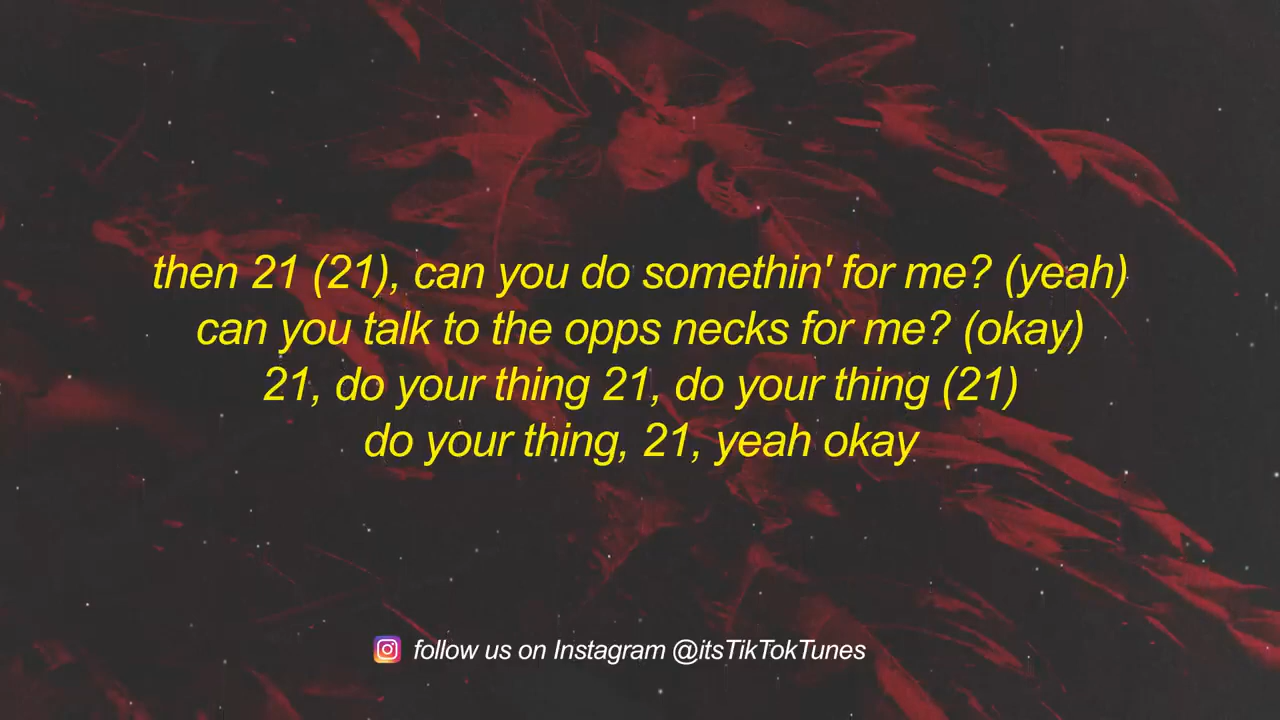 then 21 (21), can you do somethin' for me? (yeah)
can you talk to the opps necks for me? (okay)
21, do your thing 21, do your thing (21)
do your thing, 21, yeah okay
follow us on Instagram @itsTikTokTunes